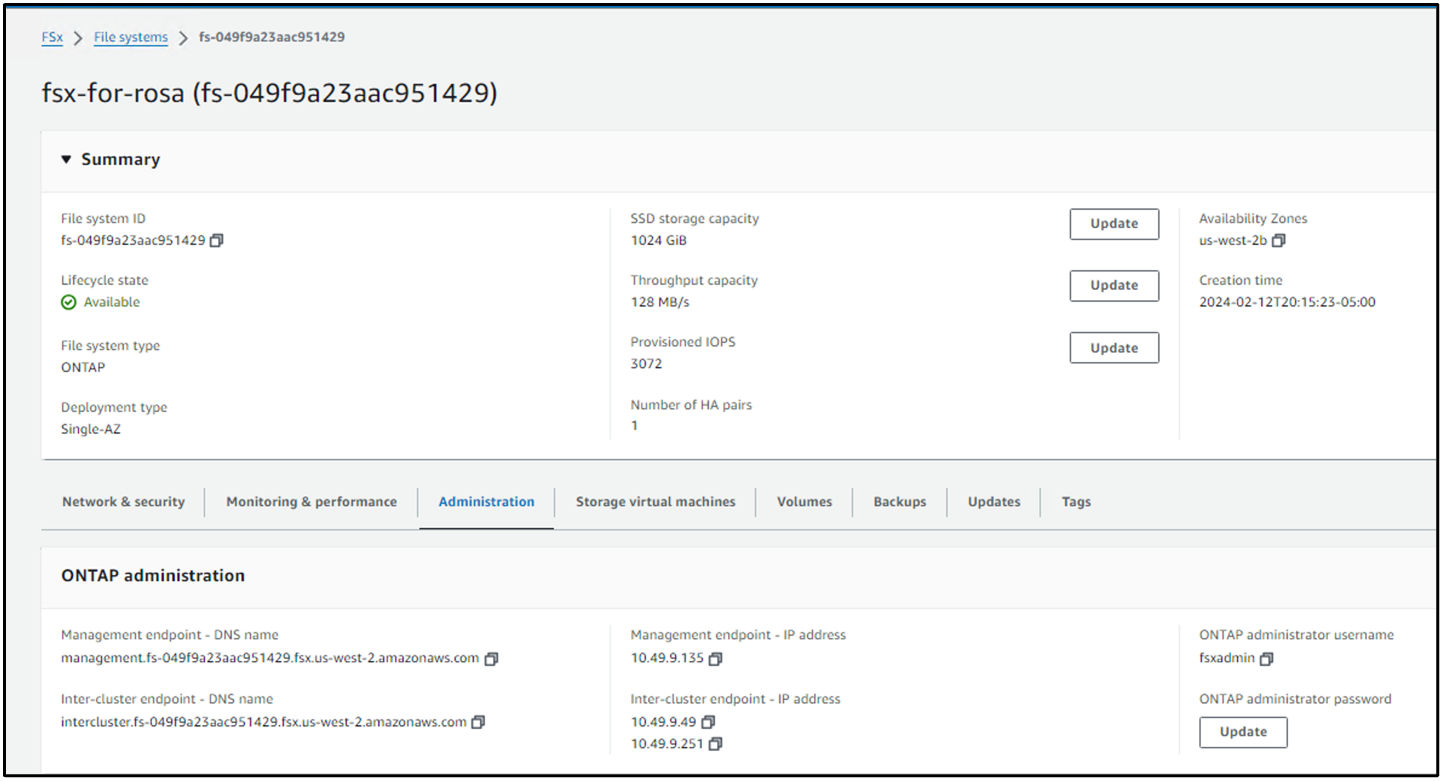 FSx > File systems > fs-049f9a23aac951429
fsx-for-rosa (fs-049f9a23aac951429)
Summary
File system ID
fs-049f9a23aac951429
Lifecycle state
Available
File system type
ONTAP
Deployment type
Single-AZ
SSD storage capacity
1024 GiB
Update
Throughput capacity
128 MB/s
Update
Provisioned IOPS
3072
Update
Number of HA pairs
1
Availability Zones
us-west-2b
Creation time
2024-02-12T20:15:23-05:00
Network & security
Monitoring & performance
Administration
Storage virtual machines
Volumes
Backups
Updates
Tags
ONTAP administration
Management endpoint - DNS name
management.fs-049f9a23aac951429.fsx.us-west-2.amazonaws.com
Inter-cluster endpoint - DNS name
intercluster.fs-049f9a23aac951429.fsx.us-west-2.amazonaws.com
Management endpoint - IP address
10.49.9.135
Inter-cluster endpoint - IP address
10.49.9.49
10.49.9.251
ONTAP administrator username
fsxadmin
ONTAP administrator password
Update